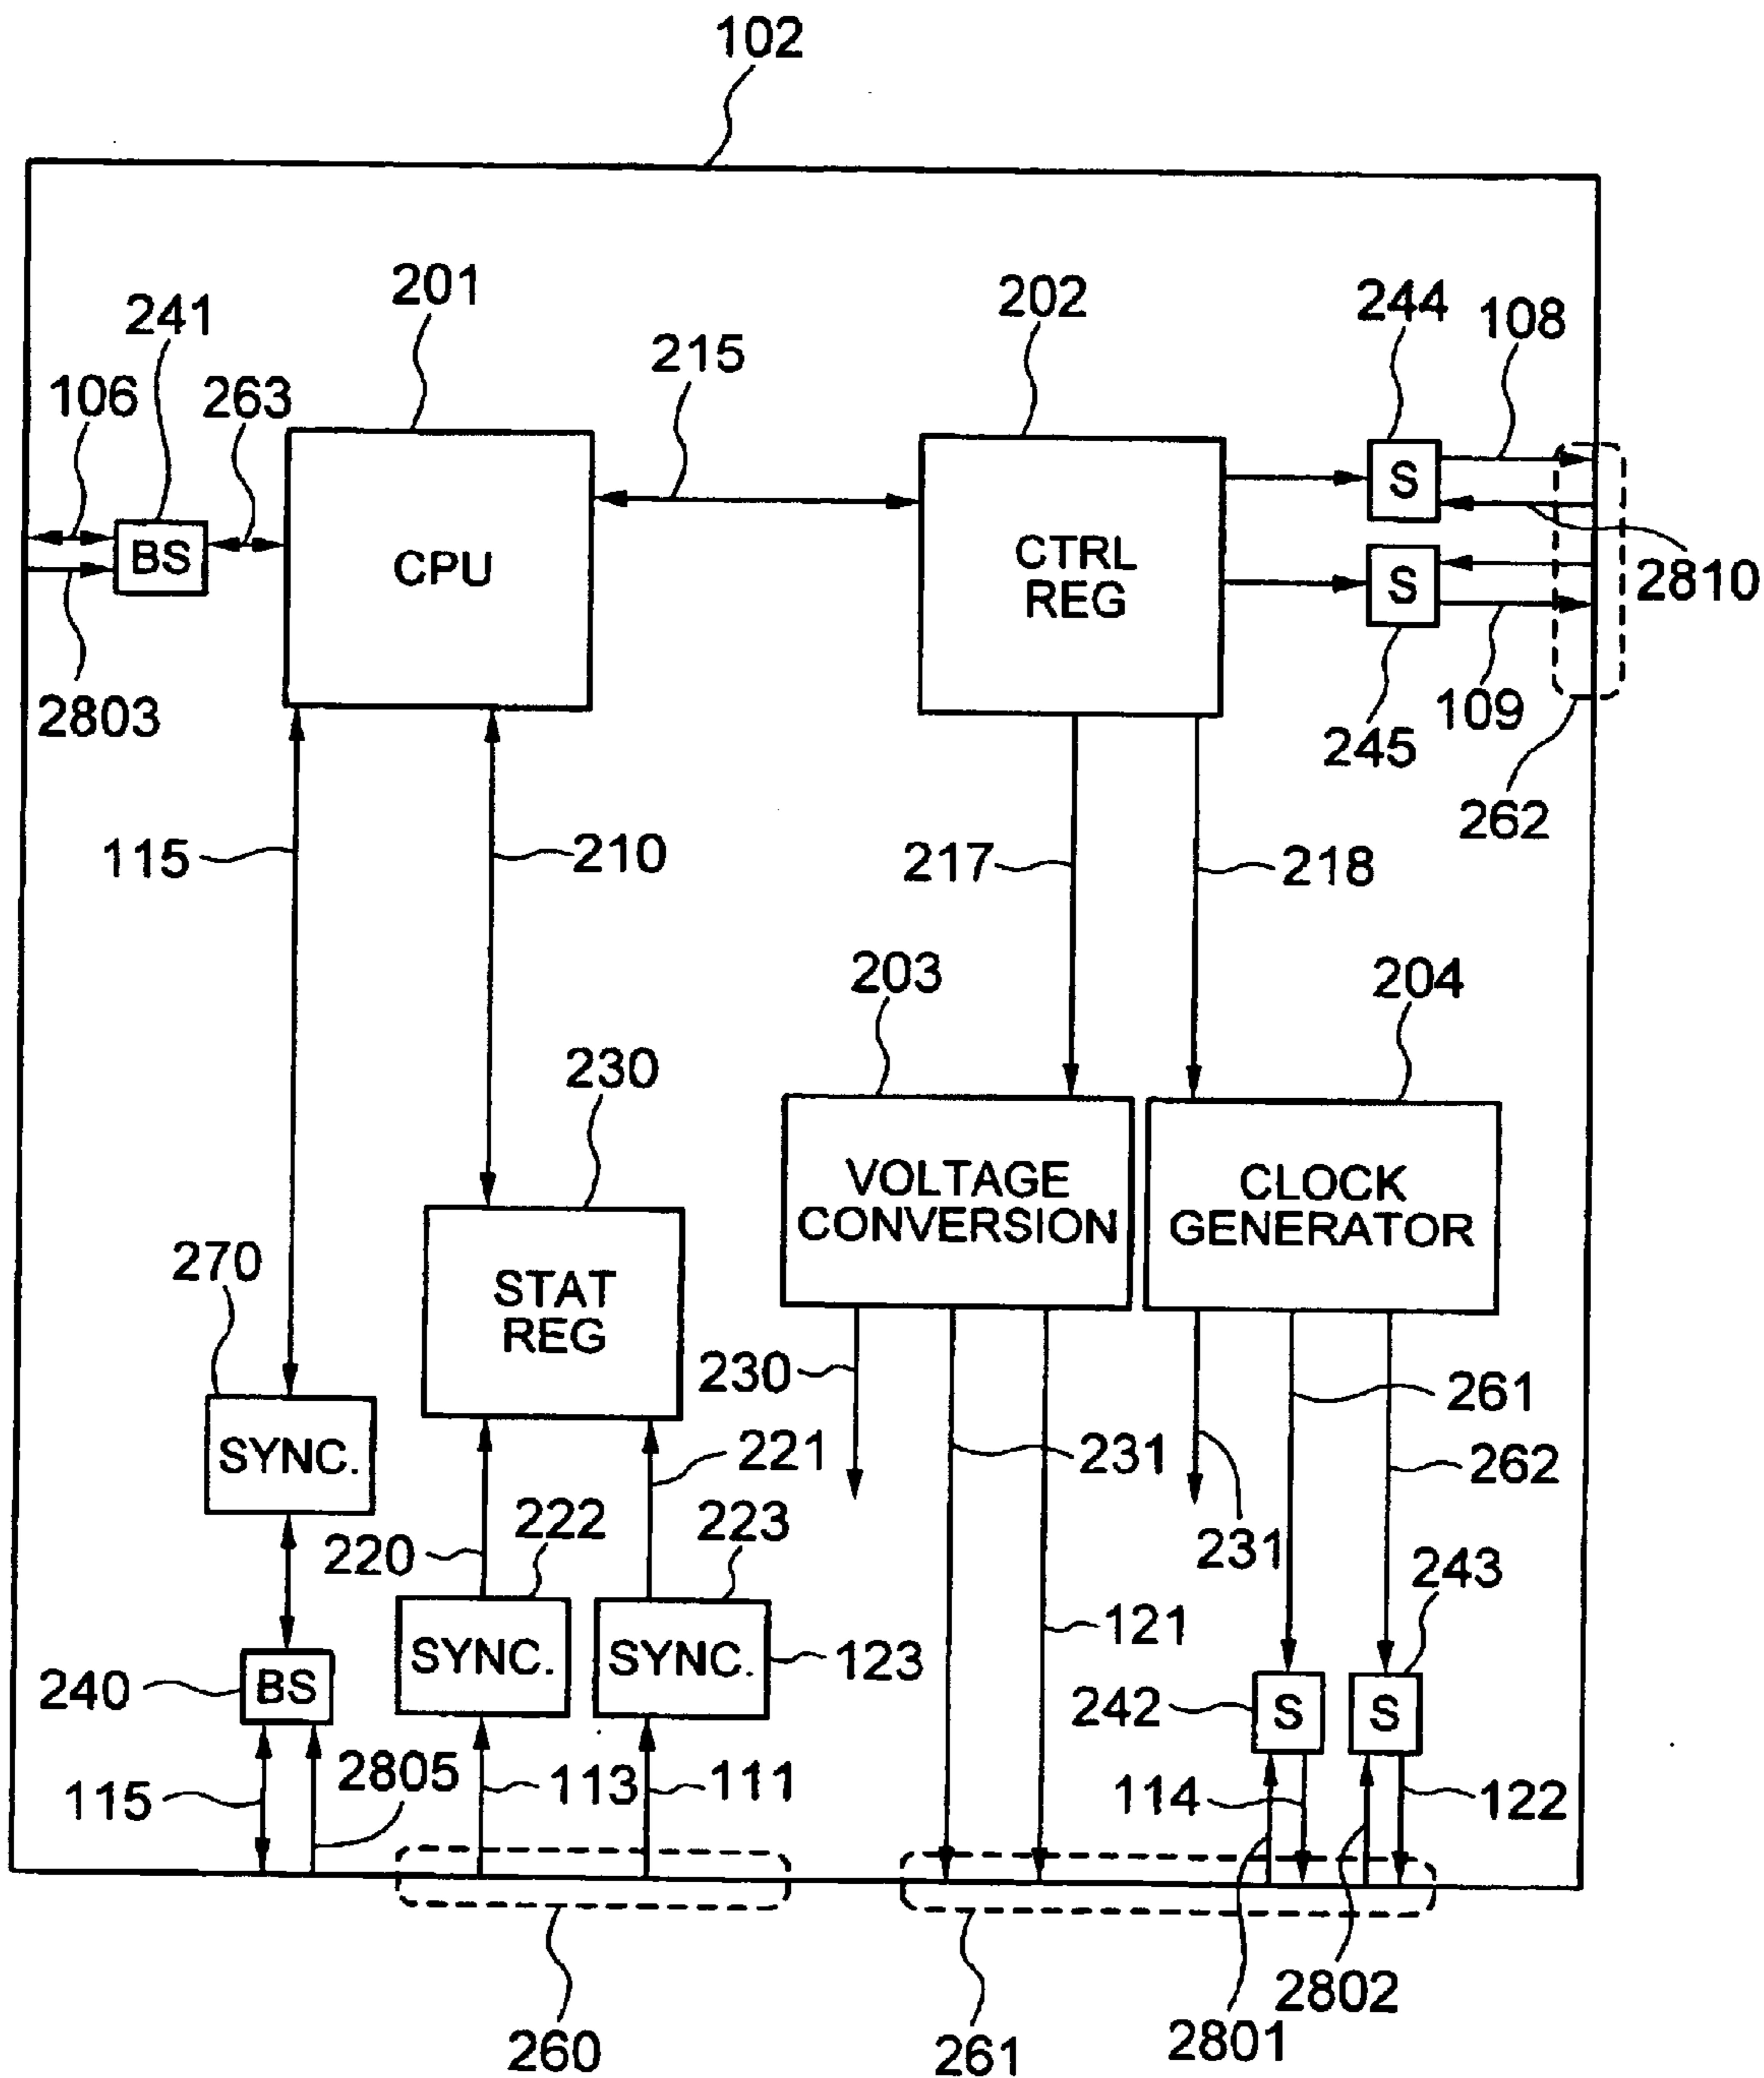 102
201
202
244
108
241
215
106
263
CPU
CTRL
REG
S
BS
S
2810
2803
109
245
262
115
210
217
218
203
204
230
VOLTAGE
CONVERSION
CLOCK
GENERATOR
270
STAT
REG
230
261
SYNC.
221
231
262
222
223
220
231
243
SYNC.
SYNC.
123
121
240
BS
242
S
S
2805
115
113
111
114
122
2802
260
261
2801